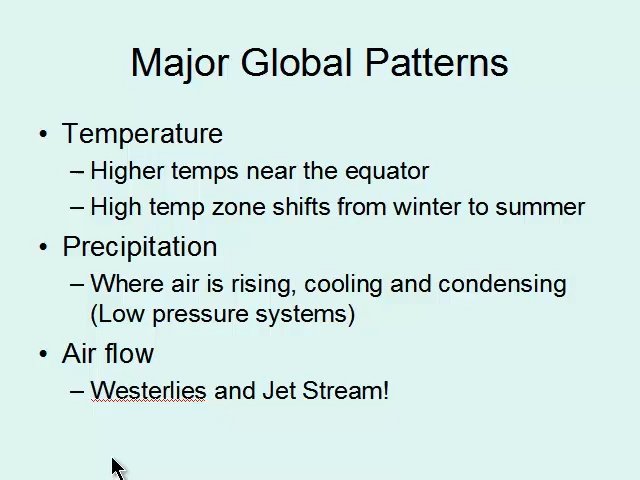 Major Global Patterns
• Temperature
– Higher temps near the equator
– High temp zone shifts from winter to summer
• Precipitation
– Where air is rising, cooling and condensing
(Low pressure systems)
• Air flow
– Westerlies and Jet Stream!